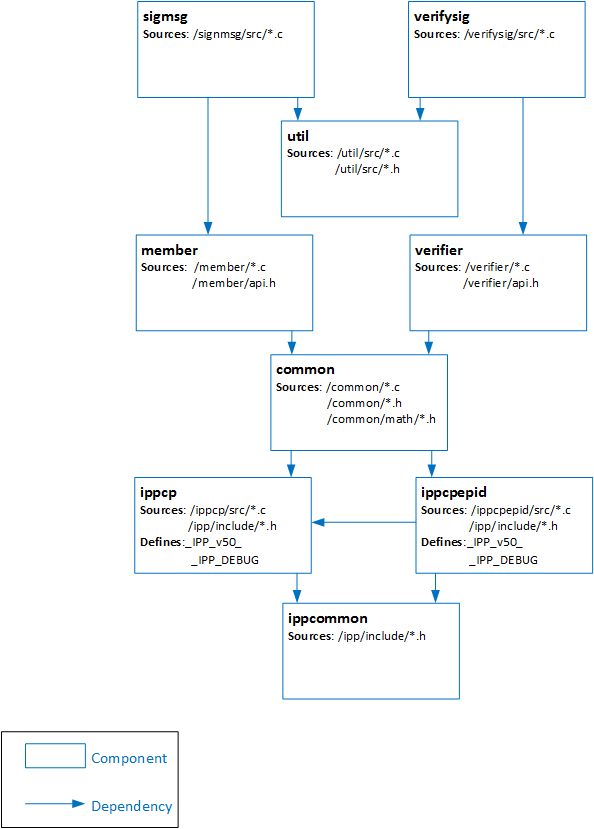 sigmsg
Sources: /signmsg/src/*.c
verifysig
Sources: /verifysig/src/*.c
util
Sources: /util/src/*.c
/util/src/*.h
member
Sources: /member/*.c
/member/api.h
verifier
Sources: /verifier/*.c
/verifier/api.h
common
Sources: /common/*.c
/common/*.h
/common/math/*.h
ippcp
Sources: /ippcp/src/*.c
/ipp/include/*.h
Defines:_IPP_v50_
_IPP_DEBUG
ippcpepid
Sources: /ippcpepid/src/*.c
/ipp/include/*.h
Defines:_IPP_v50_
_IPP_DEBUG
ippcommon
Sources: /ipp/include/*.h
Component
Dependency